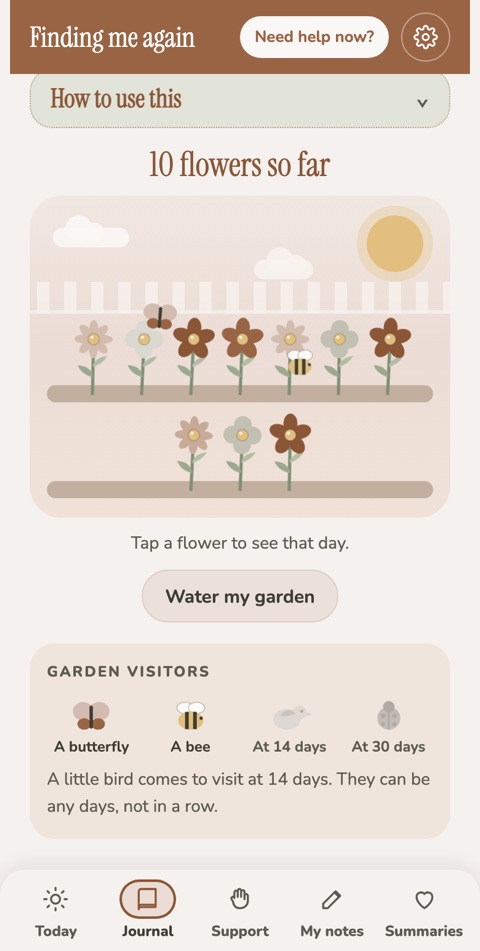 Finding me again
Need help now?
How to use this
10 flowers so far
Tap a flower to see that day.
Water my garden
GARDEN VISITORS
A butterfly
A bee
At 14 days
At 30 days
A little bird comes to visit at 14 days. They can be
any days, not in a row.
Today
Journal
Support
My notes
Summaries